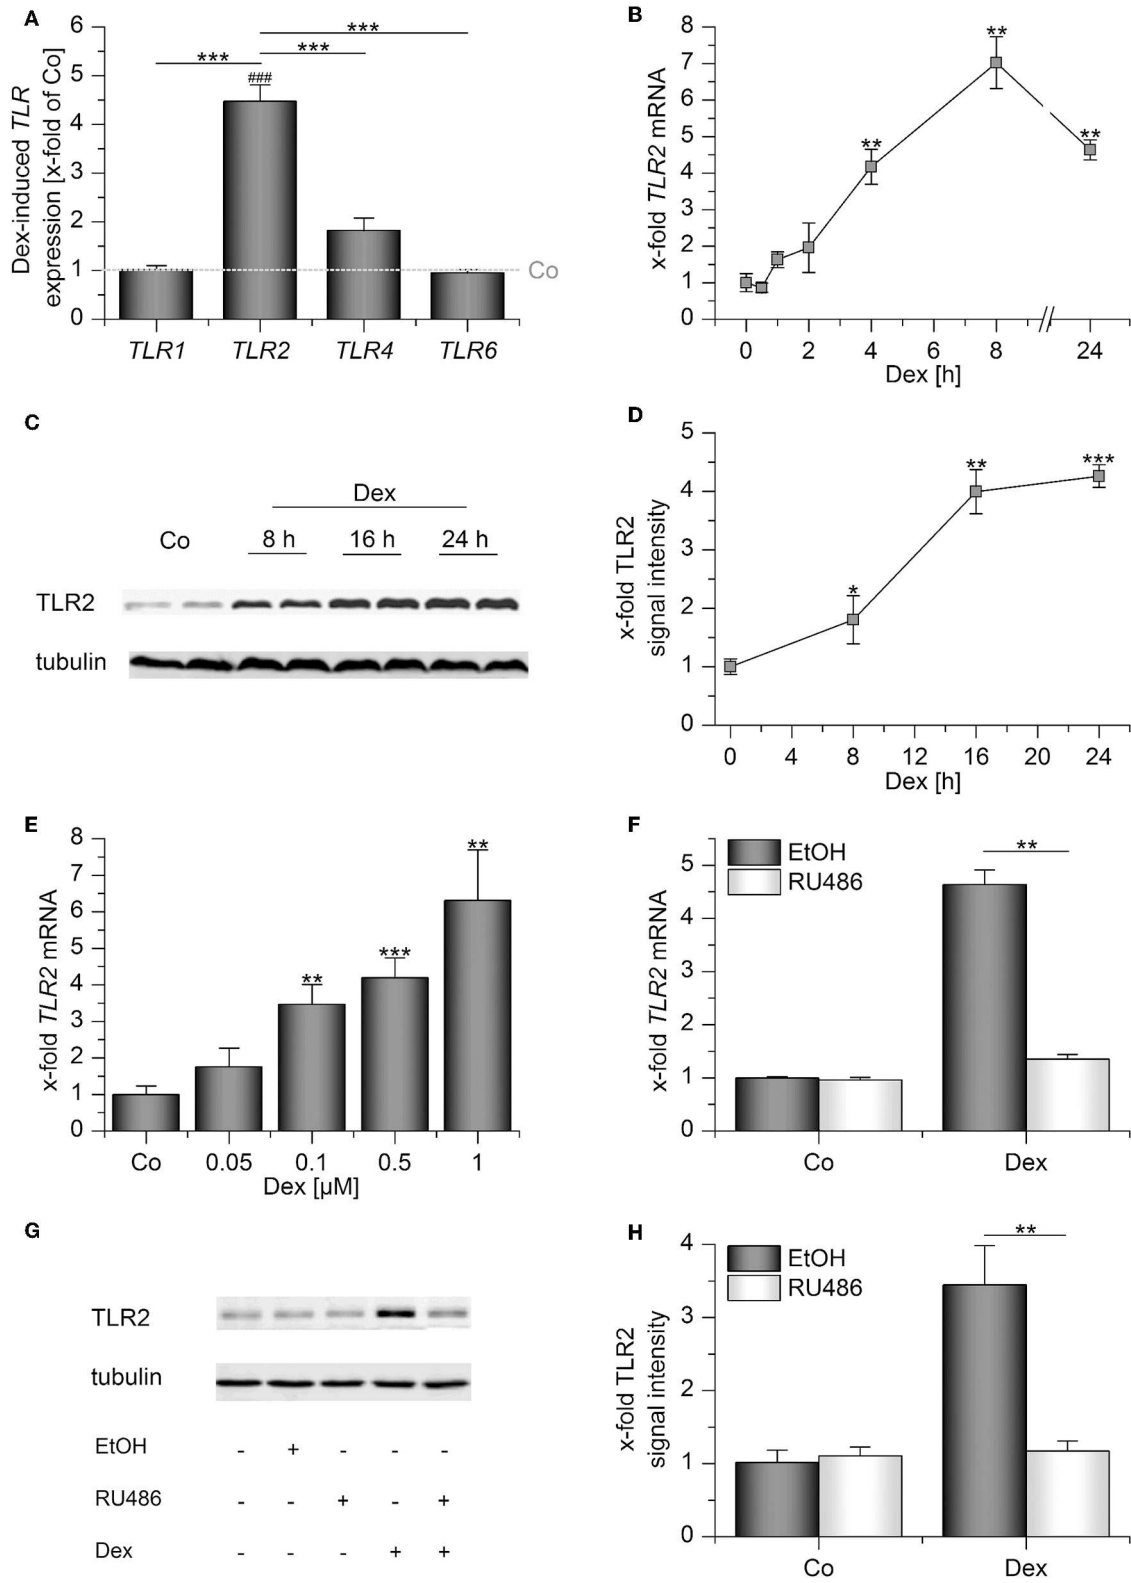 A
Dex-induced TLR
expression [x-fold of Co]
6
5
4
3
2
1
0
***
***
***
###
Co
TLR1 TLR2 TLR4 TLR6
B
x-fold TLR2 mRNA
8
7
6
5
4
3
2
1
0
**
**
**
0 2 4 6 8 24
Dex [h]
C
Dex
Co 8 h 16 h 24 h
TLR2
tubulin
D
x-fold TLR2
signal intensity
5
4
3
2
1
0
*
**
***
0 4 8 12 16 20 24
Dex [h]
E
x-fold TLR2 mRNA
8
7
6
5
4
3
2
1
0
**
***
**
Co 0.05 0.1 0.5 1
Dex [µM]
F
x-fold TLR2 mRNA
5
4
3
2
1
0
EtOH
RU486
**
Co Dex
G
TLR2
tubulin
EtOH - + - - -
RU486 - - + - +
Dex - - - + +
H
x-fold TLR2
signal intensity
4
3
2
1
0
EtOH
RU486
**
Co Dex